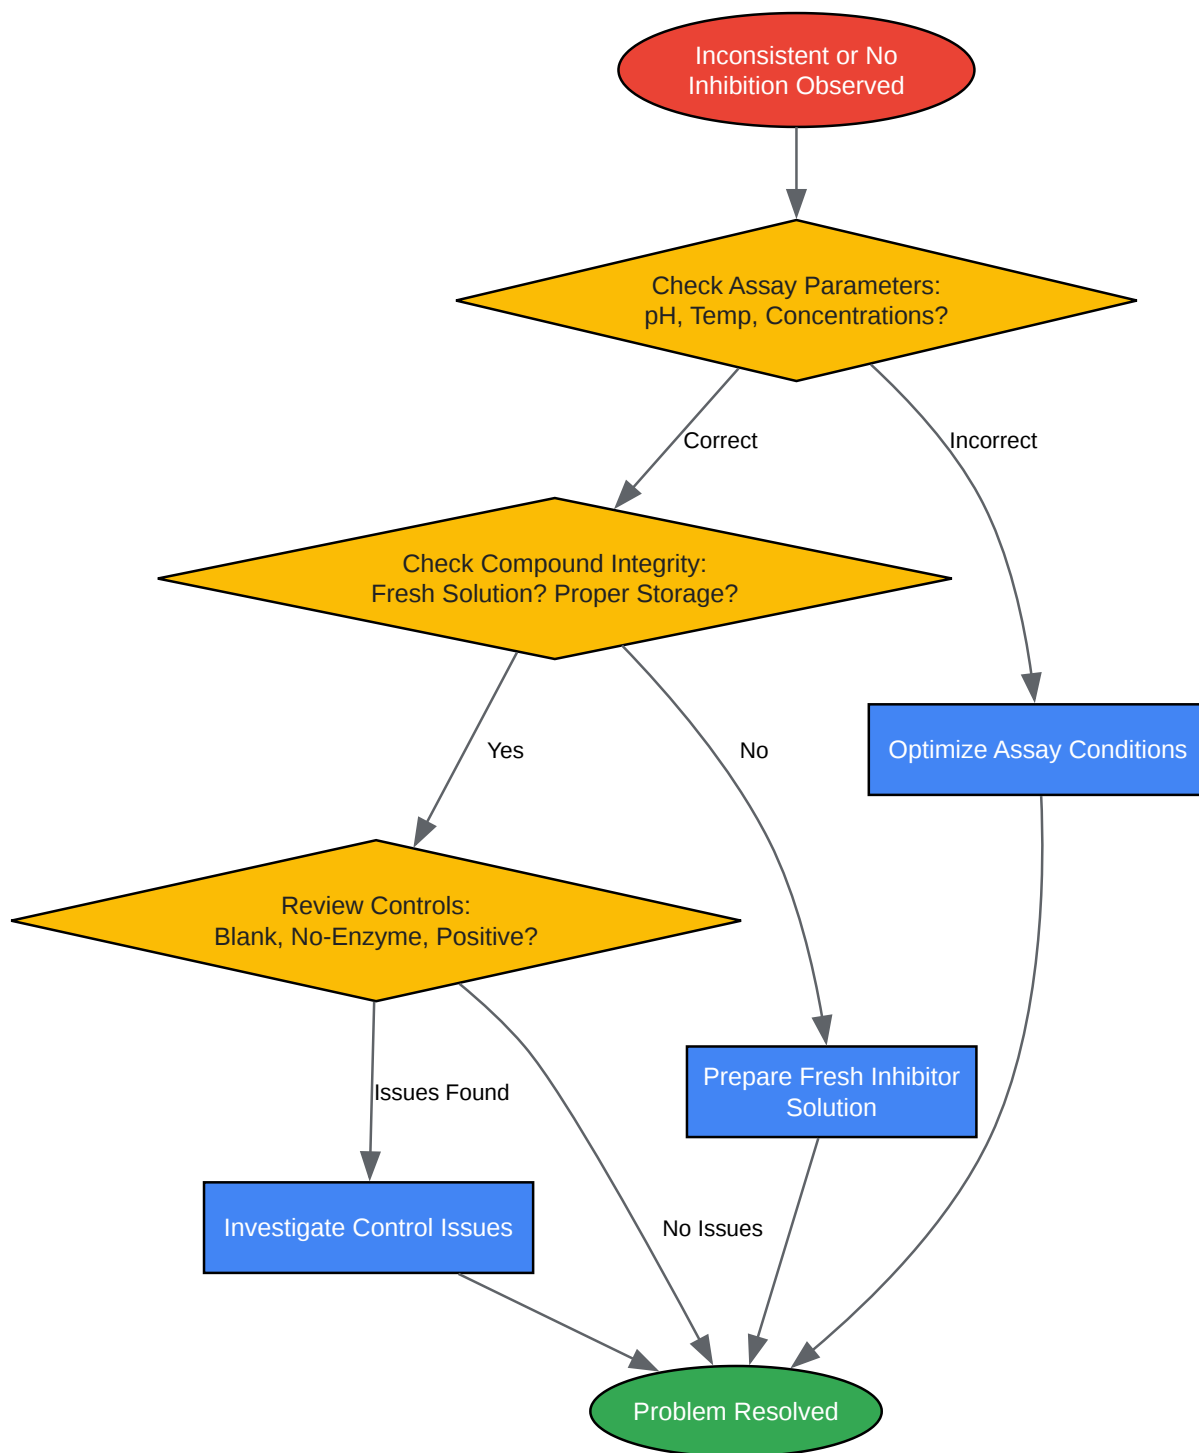 Inconsistent or No
Inhibition Observed
Check Assay Parameters:
pH, Temp, Concentrations?
Correct
Incorrect
Check Compound Integrity:
Fresh Solution? Proper Storage?
Yes
No
Optimize Assay Conditions
Review Controls:
Blank, No-Enzyme, Positive?
Prepare Fresh Inhibitor
Solution
Issues Found
Investigate Control Issues
No Issues
Problem Resolved